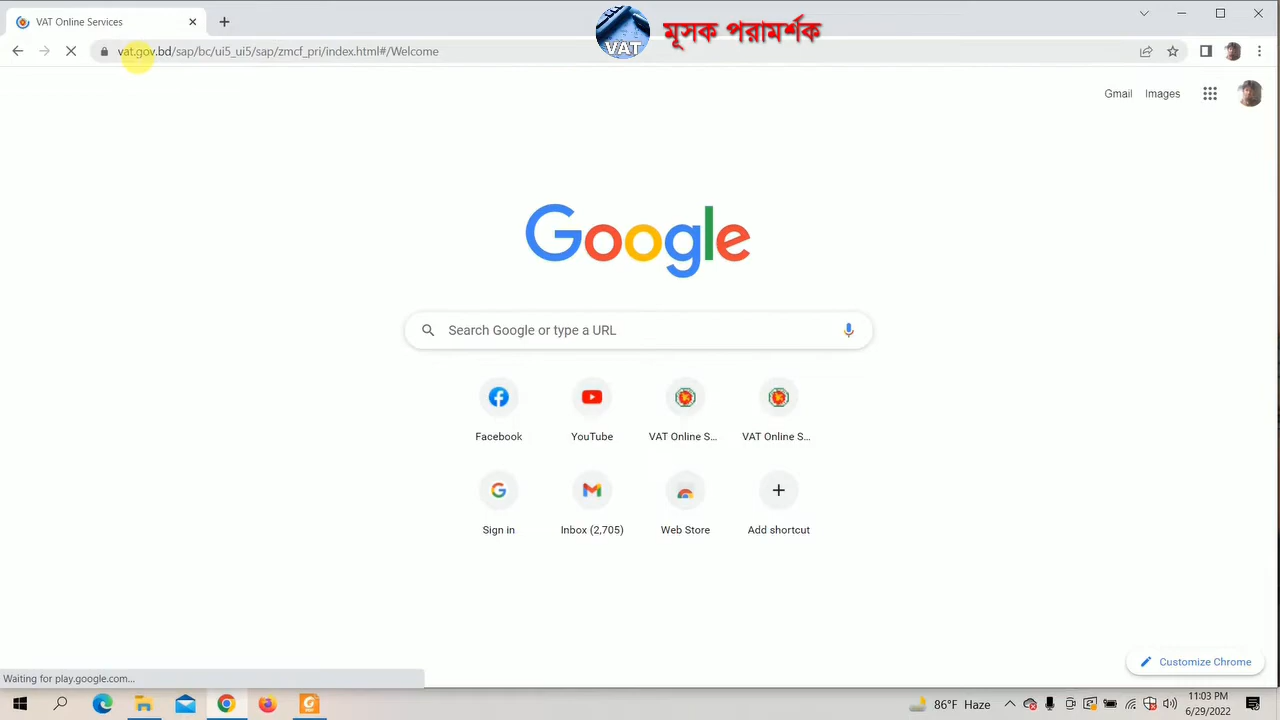 VAT Online Services
VAT
মূসক পরামর্শক
vat.gov.bd/sap/bc/ui5_ui5/sap/zmcf_pri/index.html#/Welcome
Gmail Images
Google
Search Google or type a URL
Facebook YouTube VAT Online S... VAT Online S...
Sign in Inbox (2,705) Web Store Add shortcut
Customize Chrome
Waiting for play.google.com...
86°F Haze
11:03 PM
6/29/2022